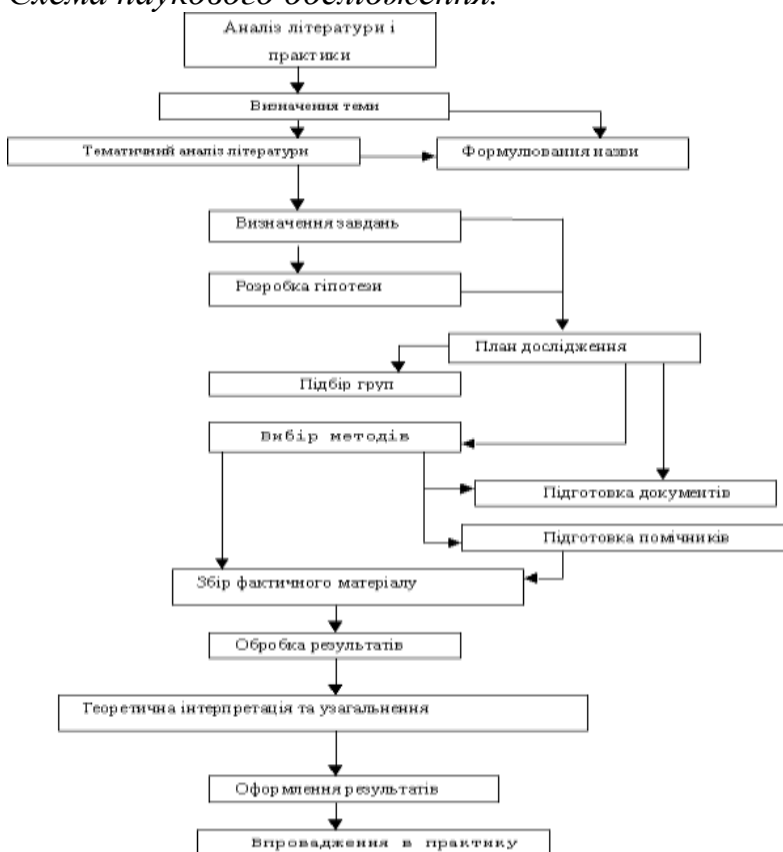 Схема наукового дослідження.
Аналіз літератури і
практики
Визначення теми
Тематичний аналіз літератури
Формулювання назви
Визначення завдань
Розробка гіпотези
План дослідження
Підбір груп
Вибір методів
Підготовка документів
Підготовка помічників
Збір фактичного матеріалу
Обробка результатів
Теоретична інтерпретація та узагальнення
Оформлення результатів
Впровадження в практику